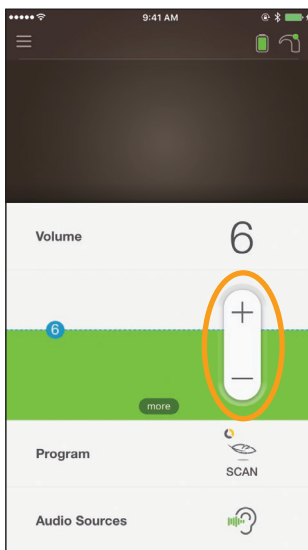 9:41 AM
Volume
6
6
+
−
more
Program
SCAN
Audio Sources